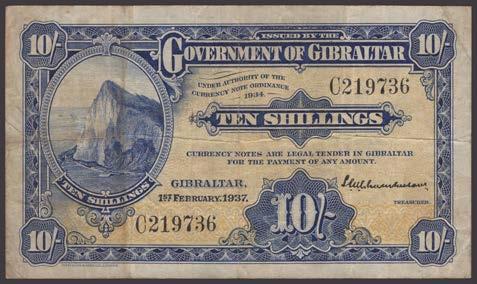 10/-
10/-
ISSUED BY THE
GOVERNMENT OF GIBRALTAR
UNDER AUTHORITY OF THE
CURRENCY NOTE ORDINANCE
1934.
C219736
TEN SHILLINGS
CURRENCY NOTES ARE LEGAL TENDER IN GIBRALTAR
FOR THE PAYMENT OF ANY AMOUNT.
TEN SHILLINGS
GIBRALTAR,
1ST FEBRUARY, 1937.
C219736
10/-
TREASURER.
10/-
10/-